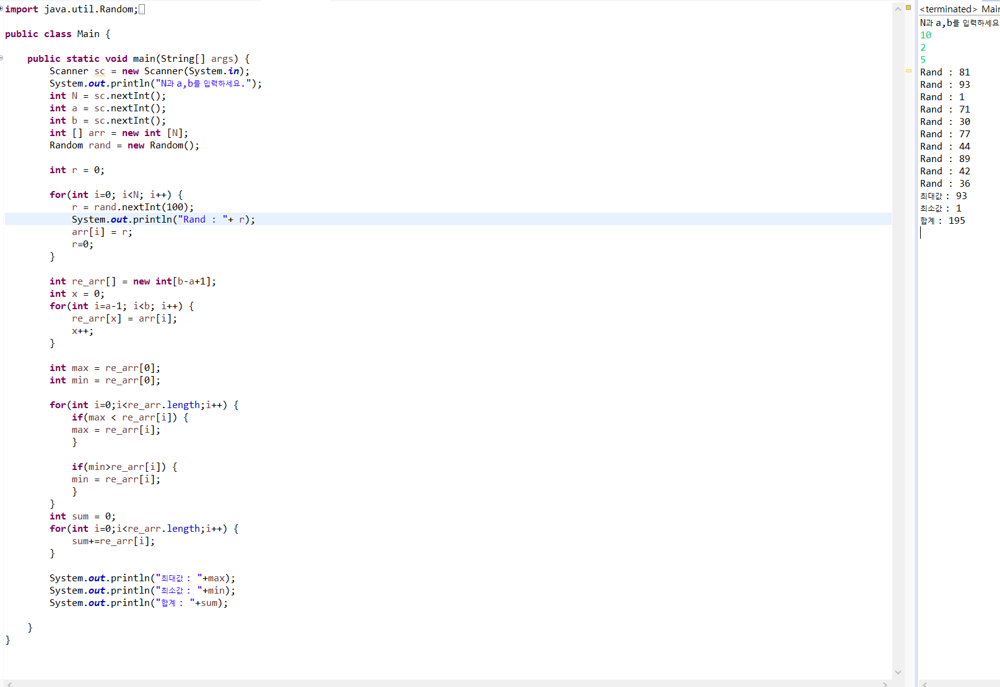 import java.util.Random;
public class Main {
public static void main(String[] args) {
Scanner sc = new Scanner(System.in);
System.out.println("N과 a,b를 입력하세요.");
int N = sc.nextInt();
int a = sc.nextInt();
int b = sc.nextInt();
int [] arr = new int [N];
Random rand = new Random();
int r = 0;
for(int i=0; i<N; i++) {
r = rand.nextInt(100);
System.out.println("Rand : "+ r);
arr[i] = r;
r=0;
}
int re_arr[] = new int[b-a+1];
int x = 0;
for(int i=a-1; i<b; i++) {
re_arr[x] = arr[i];
x++;
}
int max = re_arr[0];
int min = re_arr[0];
for(int i=0;i<re_arr.length;i++) {
if(max < re_arr[i]) {
max = re_arr[i];
}
if(min>re_arr[i]) {
min = re_arr[i];
}
}
int sum = 0;
for(int i=0;i<re_arr.length;i++) {
sum+=re_arr[i];
}
System.out.println("최대값 : "+max);
System.out.println("최소값 : "+min);
System.out.println("합계 : "+sum);
}
}
<terminated> Main
N과 a,b를 입력하세요
10
2
5
Rand : 81
Rand : 93
Rand : 1
Rand : 71
Rand : 30
Rand : 77
Rand : 44
Rand : 89
Rand : 42
Rand : 36
최대값 : 93
최소값 : 1
합계 : 195